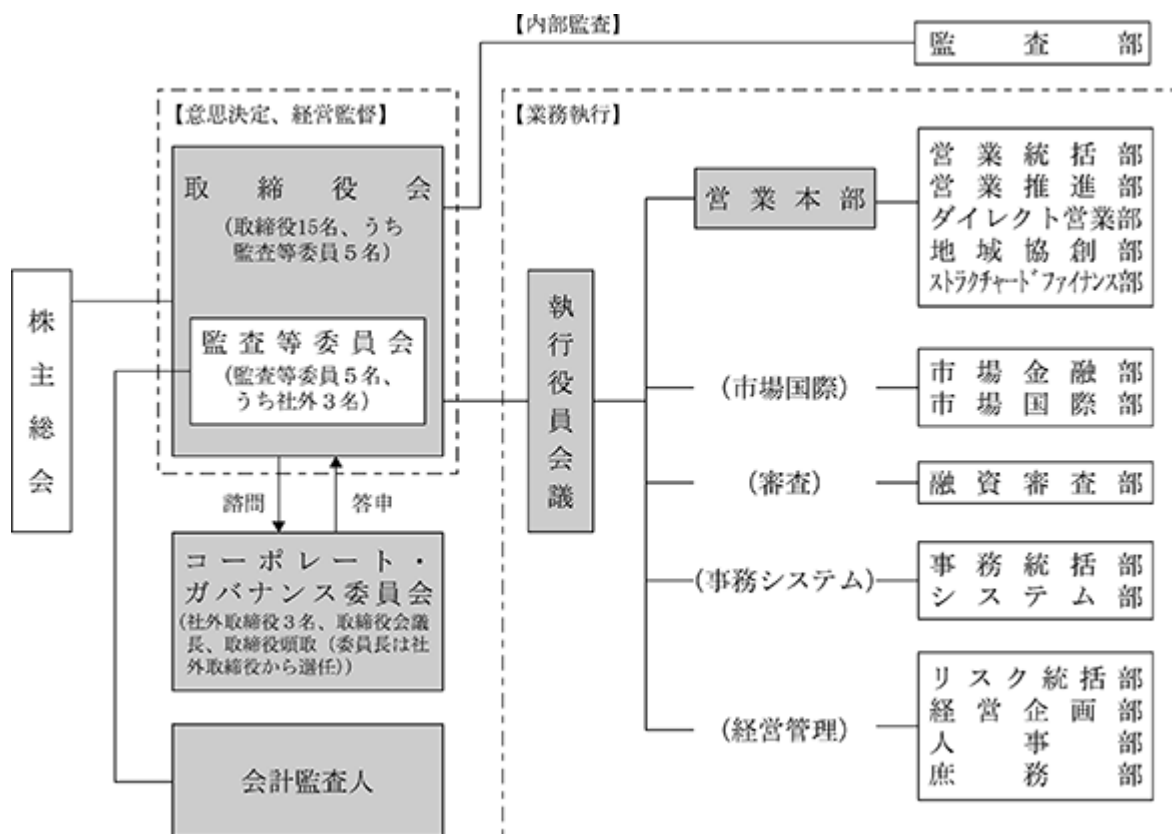 【内部監査】
監査部
【意思決定、経営監督】
取締役会
(取締役15名、うち
監査等委員5名)
監査等委員会
(監査等委員5名、
うち社外3名)
株主総会
諮問
答申
コーポレート・
ガバナンス委員会
(社外取締役3名、取締役会議
長、取締役頭取(委員長は社
外取締役から選任))
会計監査人
【業務執行】
執行役員会議
営業本部
営業統括部
営業推進部
ダイレクト営業部
地域協創部
ストラクチャードファイナンス部
(市場国際)
市場金融部
市場国際部
(審査)
融資審査部
(事務システム)
事務統括部
システム部
(経営管理)
リスク統括部
経営企画部
人事部
庶務部